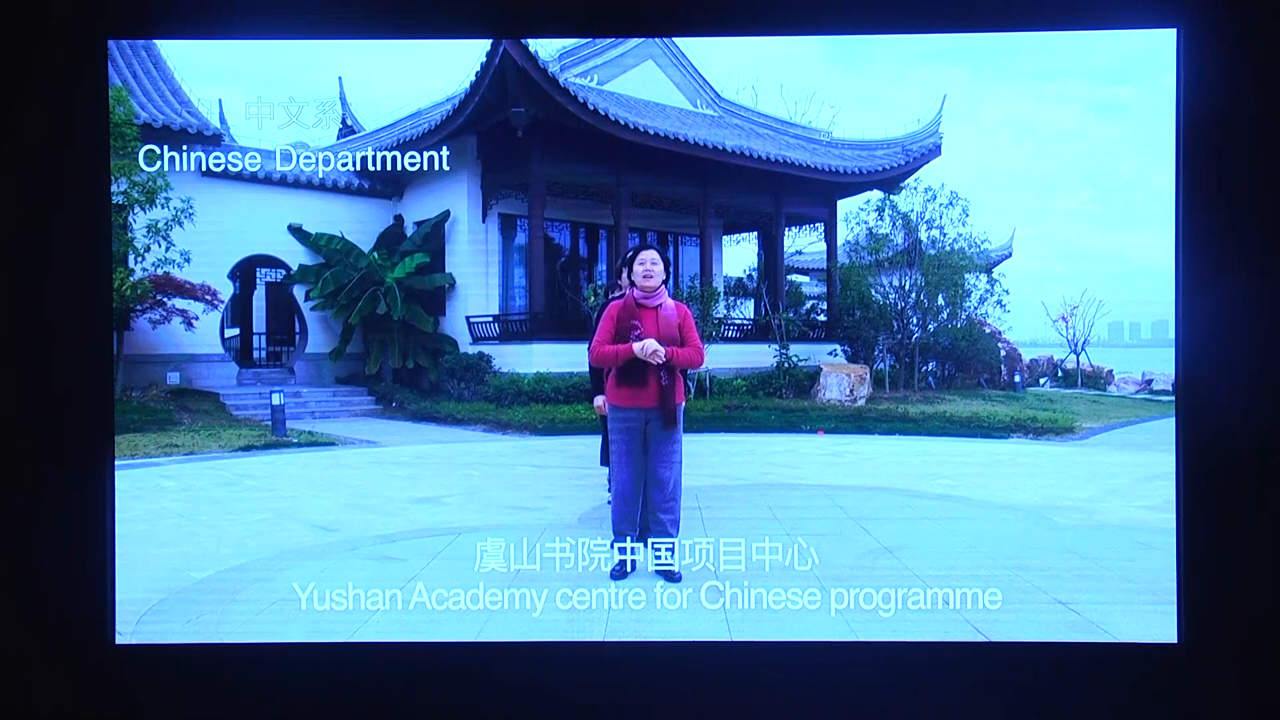 中文系
Chinese Department
虞山书院中国项目中心
Yushan Academy centre for Chinese programme